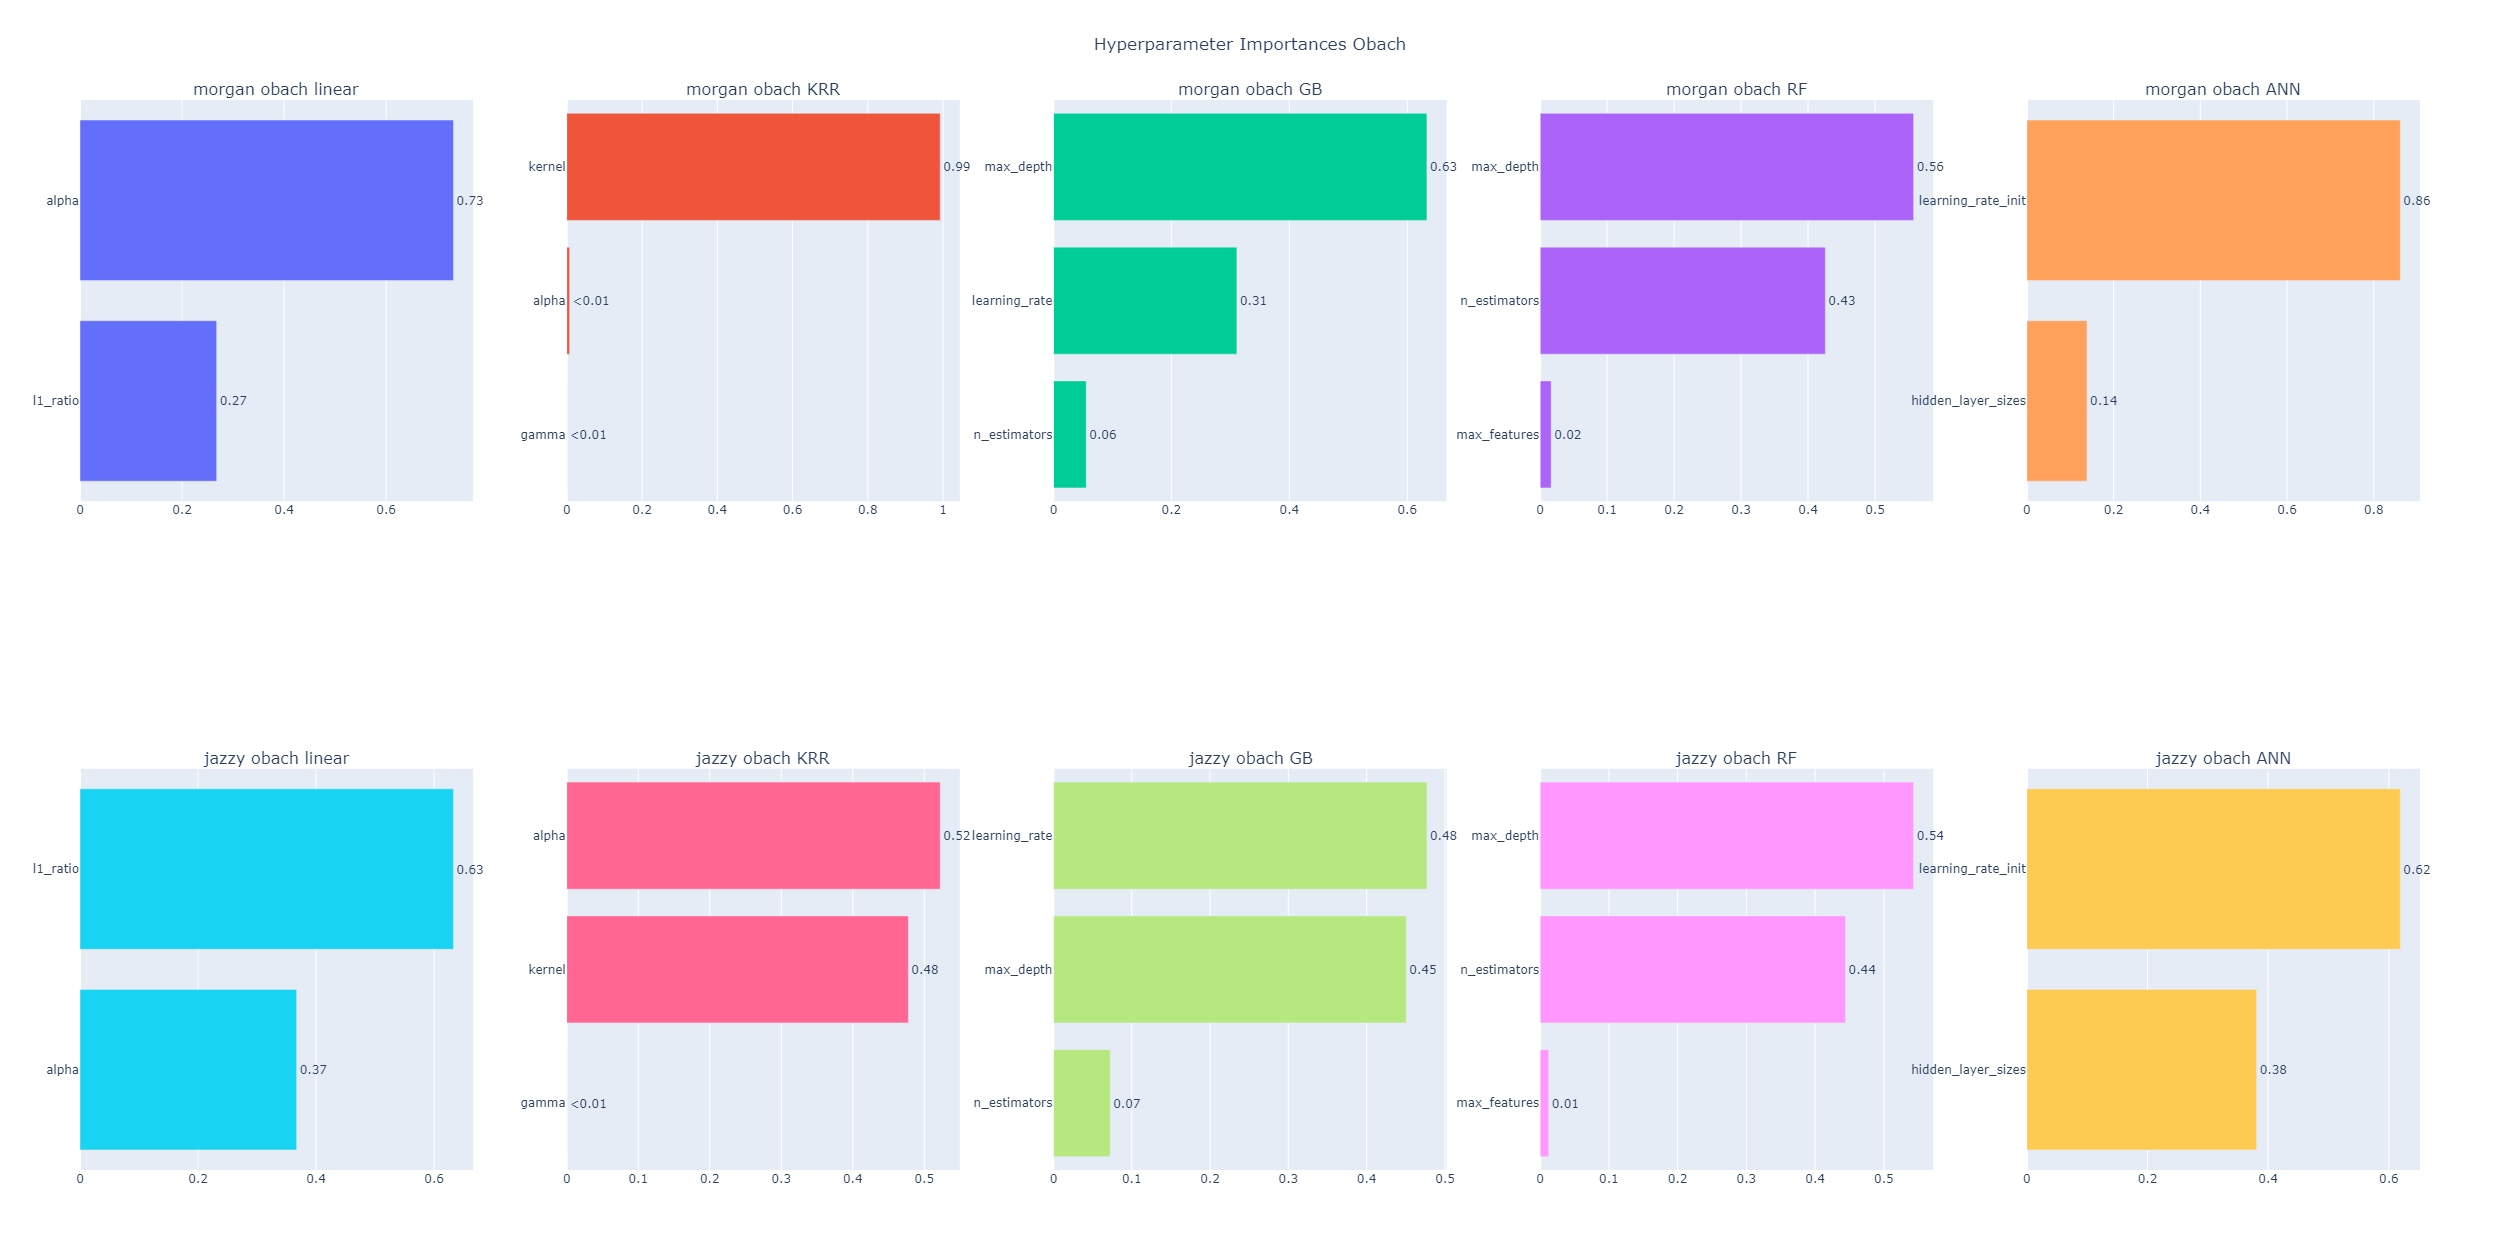 Hyperparameter Importances Obach
morgan obach linear
alpha
0.73
l1_ratio
0.27
0 0.2 0.4 0.6
morgan obach KRR
kernel
0.99
alpha
<0.01
gamma
<0.01
0 0.2 0.4 0.6 0.8 1
morgan obach GB
max_depth
0.63
learning_rate
0.31
n_estimators
0.06
0 0.2 0.4 0.6
morgan obach RF
max_depth
0.56
n_estimators
0.43
max_features
0.02
0 0.1 0.2 0.3 0.4 0.5
morgan obach ANN
learning_rate_init
0.86
hidden_layer_sizes
0.14
0 0.2 0.4 0.6 0.8
jazzy obach linear
l1_ratio
0.63
alpha
0.37
0 0.2 0.4 0.6
jazzy obach KRR
alpha
0.52
kernel
0.48
gamma
<0.01
0 0.1 0.2 0.3 0.4 0.5
jazzy obach GB
learning_rate
0.48
max_depth
0.45
n_estimators
0.07
0 0.1 0.2 0.3 0.4 0.5
jazzy obach RF
max_depth
0.54
n_estimators
0.44
max_features
0.01
0 0.1 0.2 0.3 0.4 0.5
jazzy obach ANN
learning_rate_init
0.62
hidden_layer_sizes
0.38
0 0.2 0.4 0.6